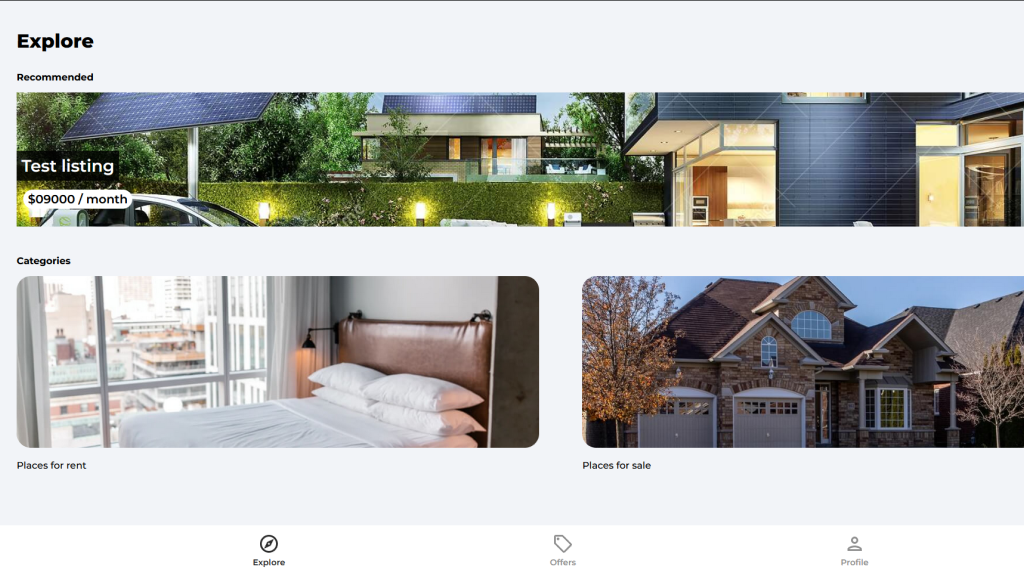 Explore
Recommended
Test listing
$09000 / month
Categories
Places for rent
Places for sale
Explore
Offers
Profile